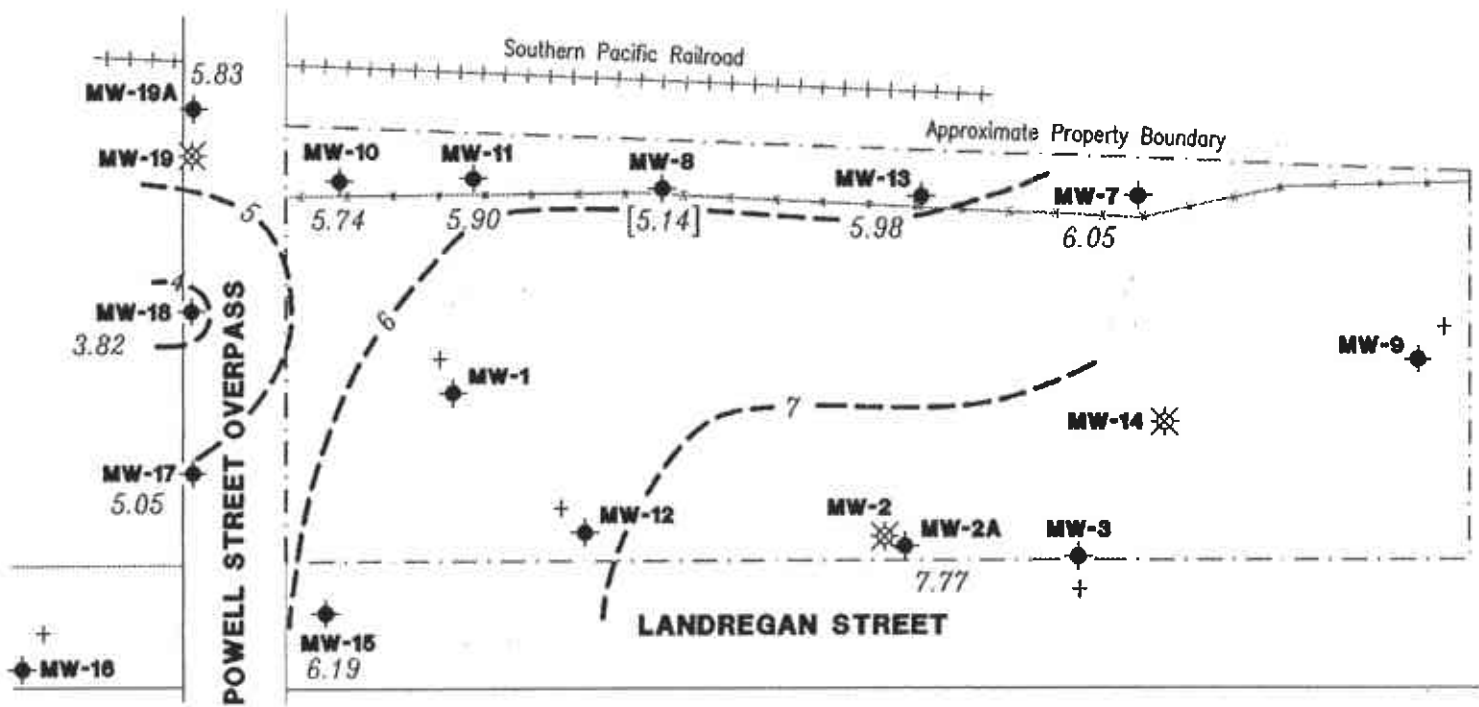 Southern Pacific Railroad
5.83
MW-19A
Approximate Property Boundary
MW-19
MW-10
MW-11
MW-8
MW-13
MW-7
5
5.74
5.90
[5.14]
5.98
6.05
4
MW-18
3.82
6
MW-9
MW-1
7
MW-14
MW-17
5.05
MW-12
MW-2
MW-2A
MW-3
7.77
POWELL STREET OVERPASS
LANDREGAN STREET
MW-15
6.19
MW-16